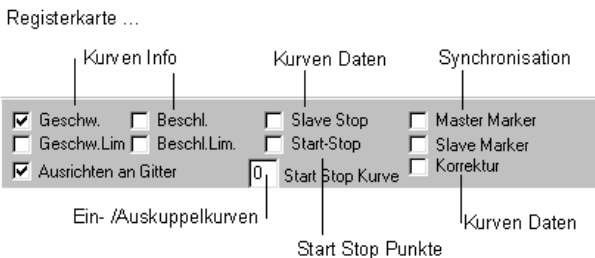 Registerkarte ...
Kurven Info Kurven Daten Synchronisation
Geschw. Beschl. Slave Stop Master Marker
Geschw.Lim Beschl.Lim. Start-Stop Slave Marker
Ausrichten an Gitter 0 Start Stop Kurve Korrektur
Ein- /Auskuppelkurven Kurven Daten
Start Stop Punkte